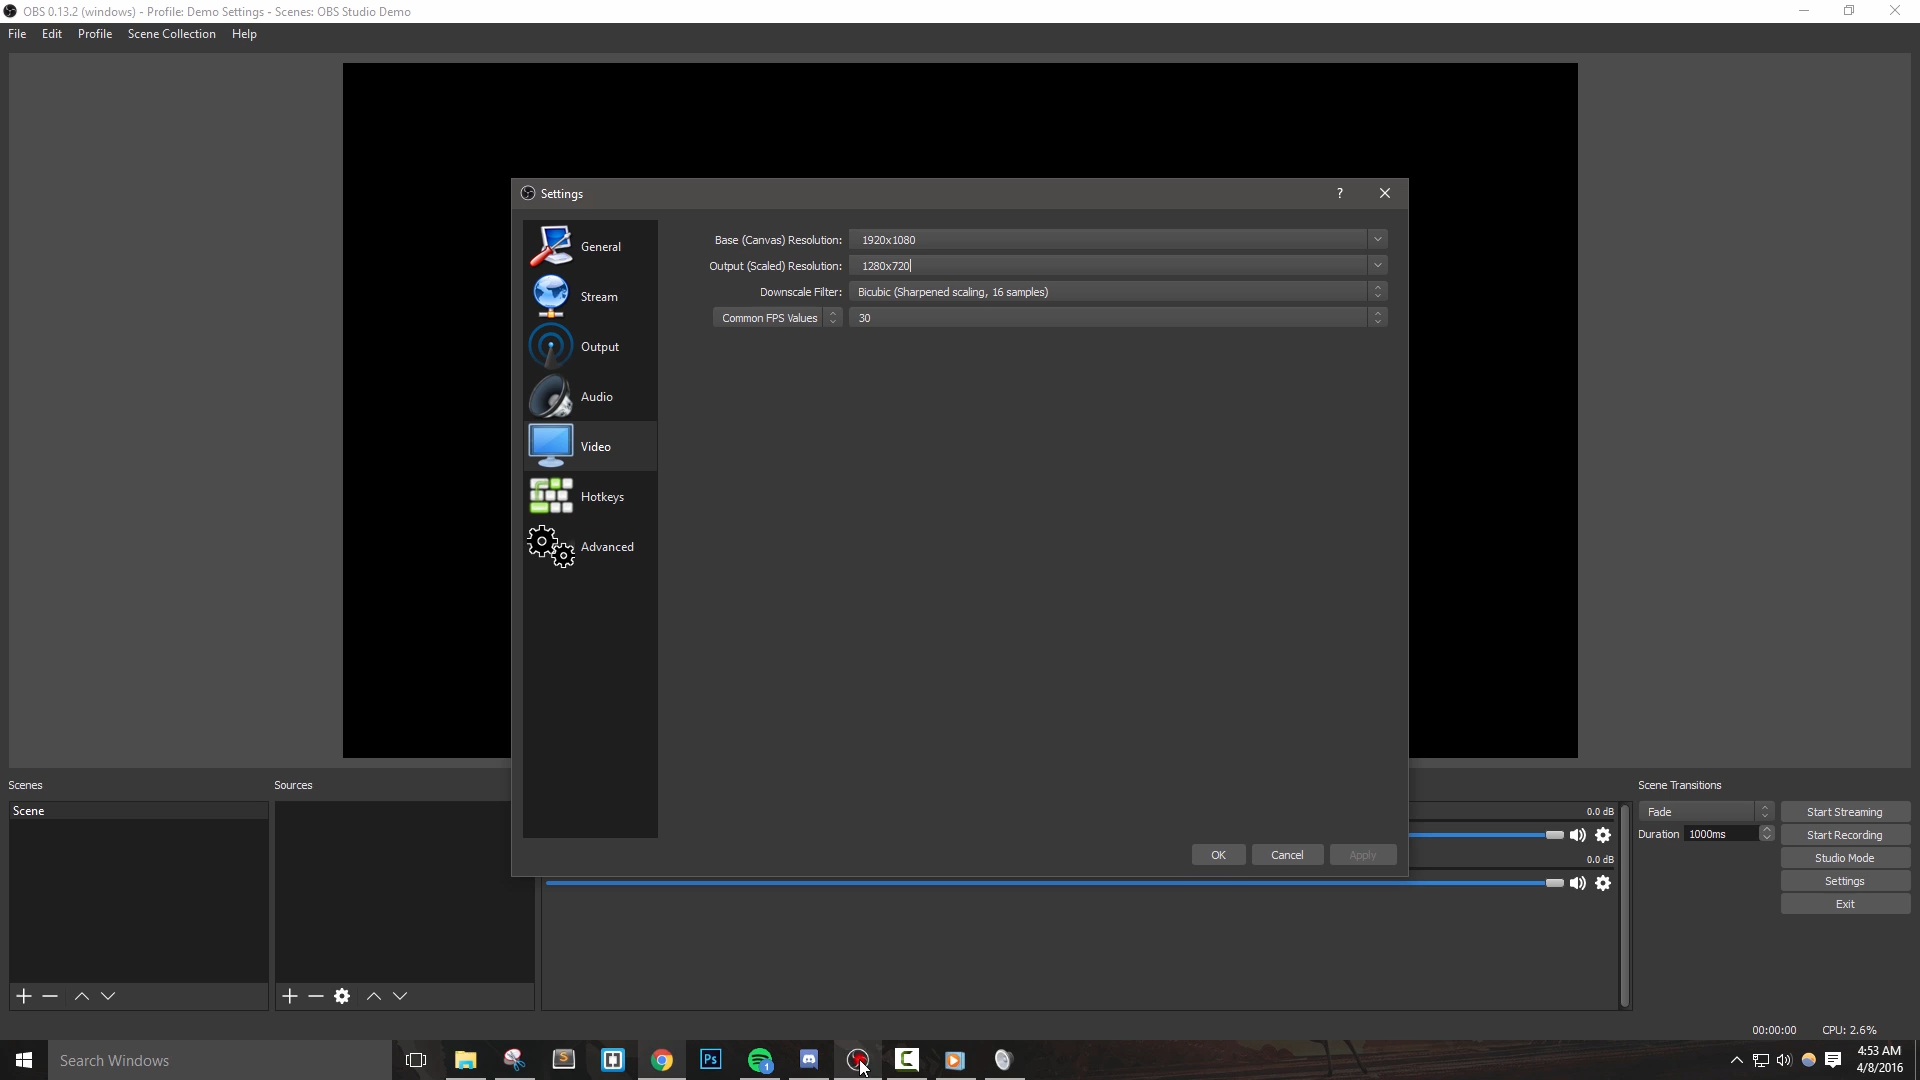 OBS 0.13.2 (windows) - Profile: Demo Settings - Scenes: OBS Studio Demo
File Edit Profile Scene Collection Help
Settings
?
General
Stream
Output
Audio
Video
Hotkeys
Advanced
Base (Canvas) Resolution: 1920x1080
Output (Scaled) Resolution: 1280x720
Downscale Filter: Bicubic (Sharpened scaling, 16 samples)
Common FPS Values 30
OK Cancel Apply
Scenes
Scene
Sources
0.0 dB
0.0 dB
Scene Transitions
Fade
Duration 1000ms
Start Streaming
Start Recording
Studio Mode
Settings
Exit
00:00:00 CPU: 2.6%
Search Windows
S
Ps
1
C
4:53 AM
4/8/2016